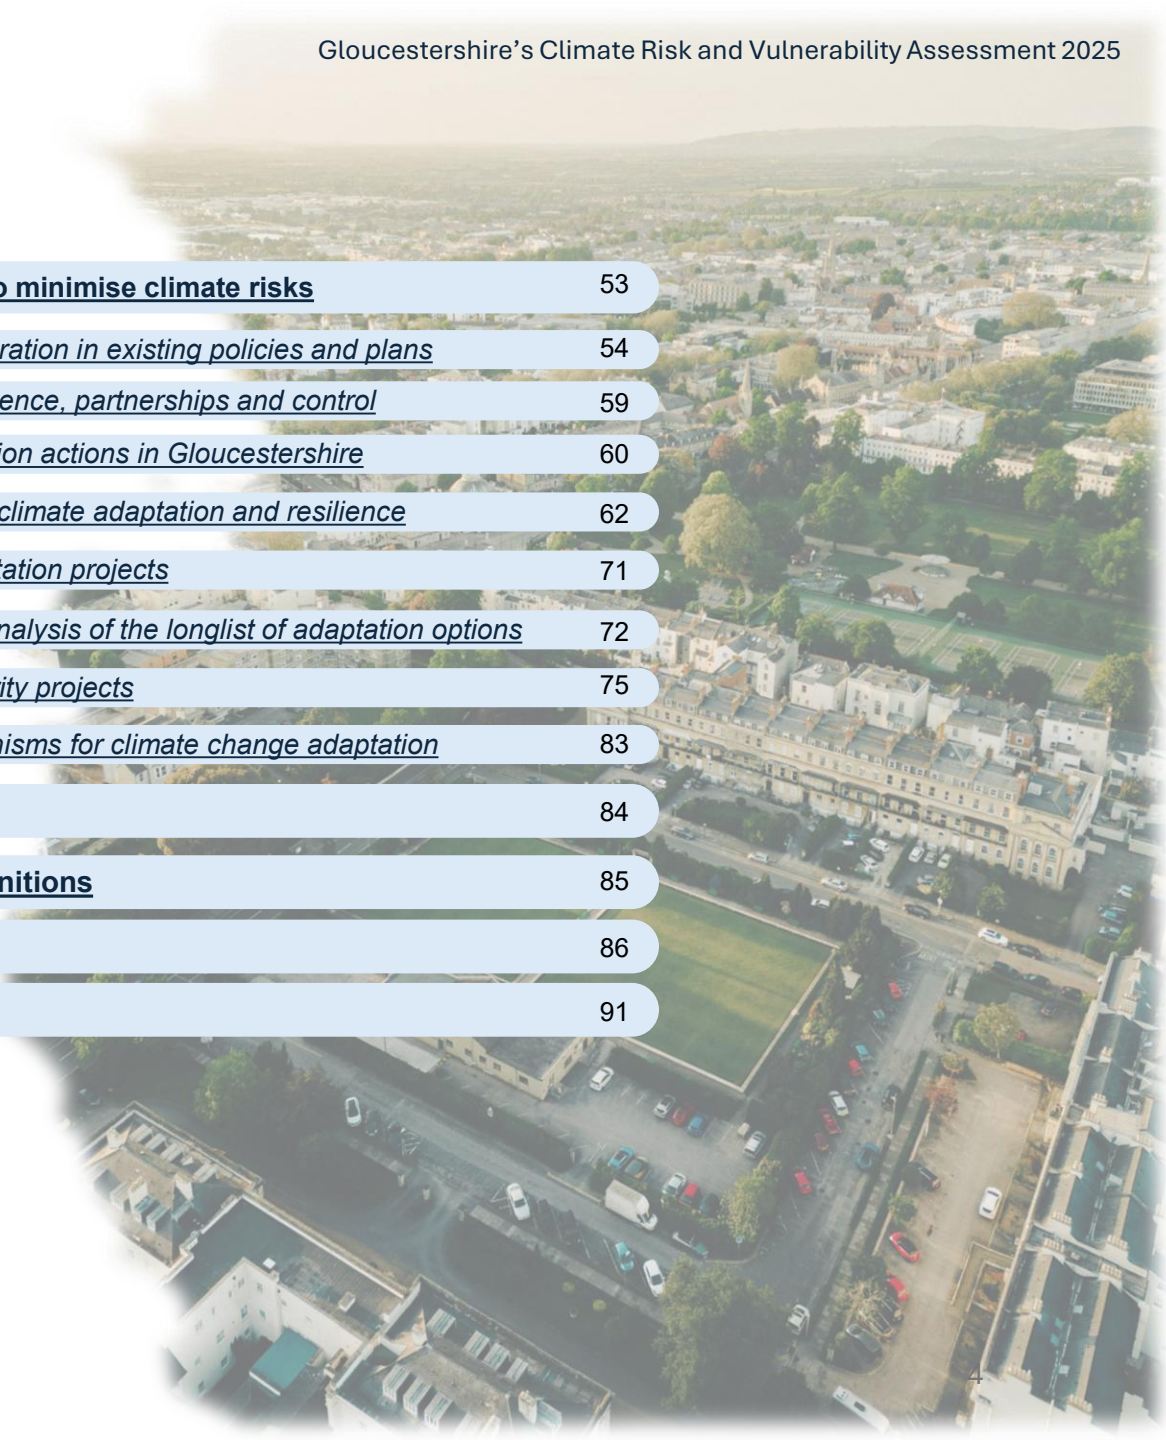 Gloucestershire's Climate Risk and Vulnerability Assessment 2025
o minimise climate risks 53
ration in existing policies and plans 54
ence, partnerships and control 59
ion actions in Gloucestershire 60
climate adaptation and resilience 62
tation projects 71
nalysis of the longlist of adaptation options 72
rity projects 75
nisms for climate change adaptation 83
84
nitions 85
86
91
4